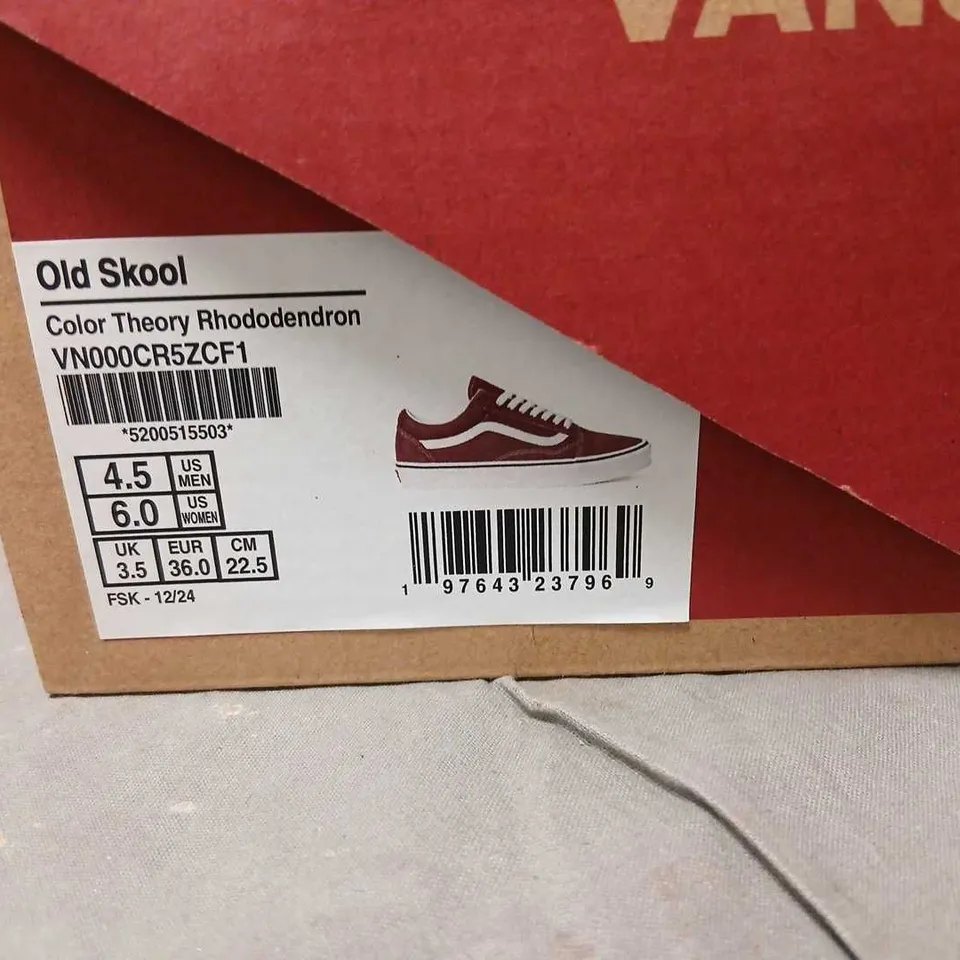 VANS
Old Skool
Color Theory Rhododendron
VN000CR5ZCF1
*5200515503*
4.5 US MEN
6.0 US WOMEN
UK EUR CM
3.5 36.0 22.5
FSK - 12/24
1 97643 23796 9